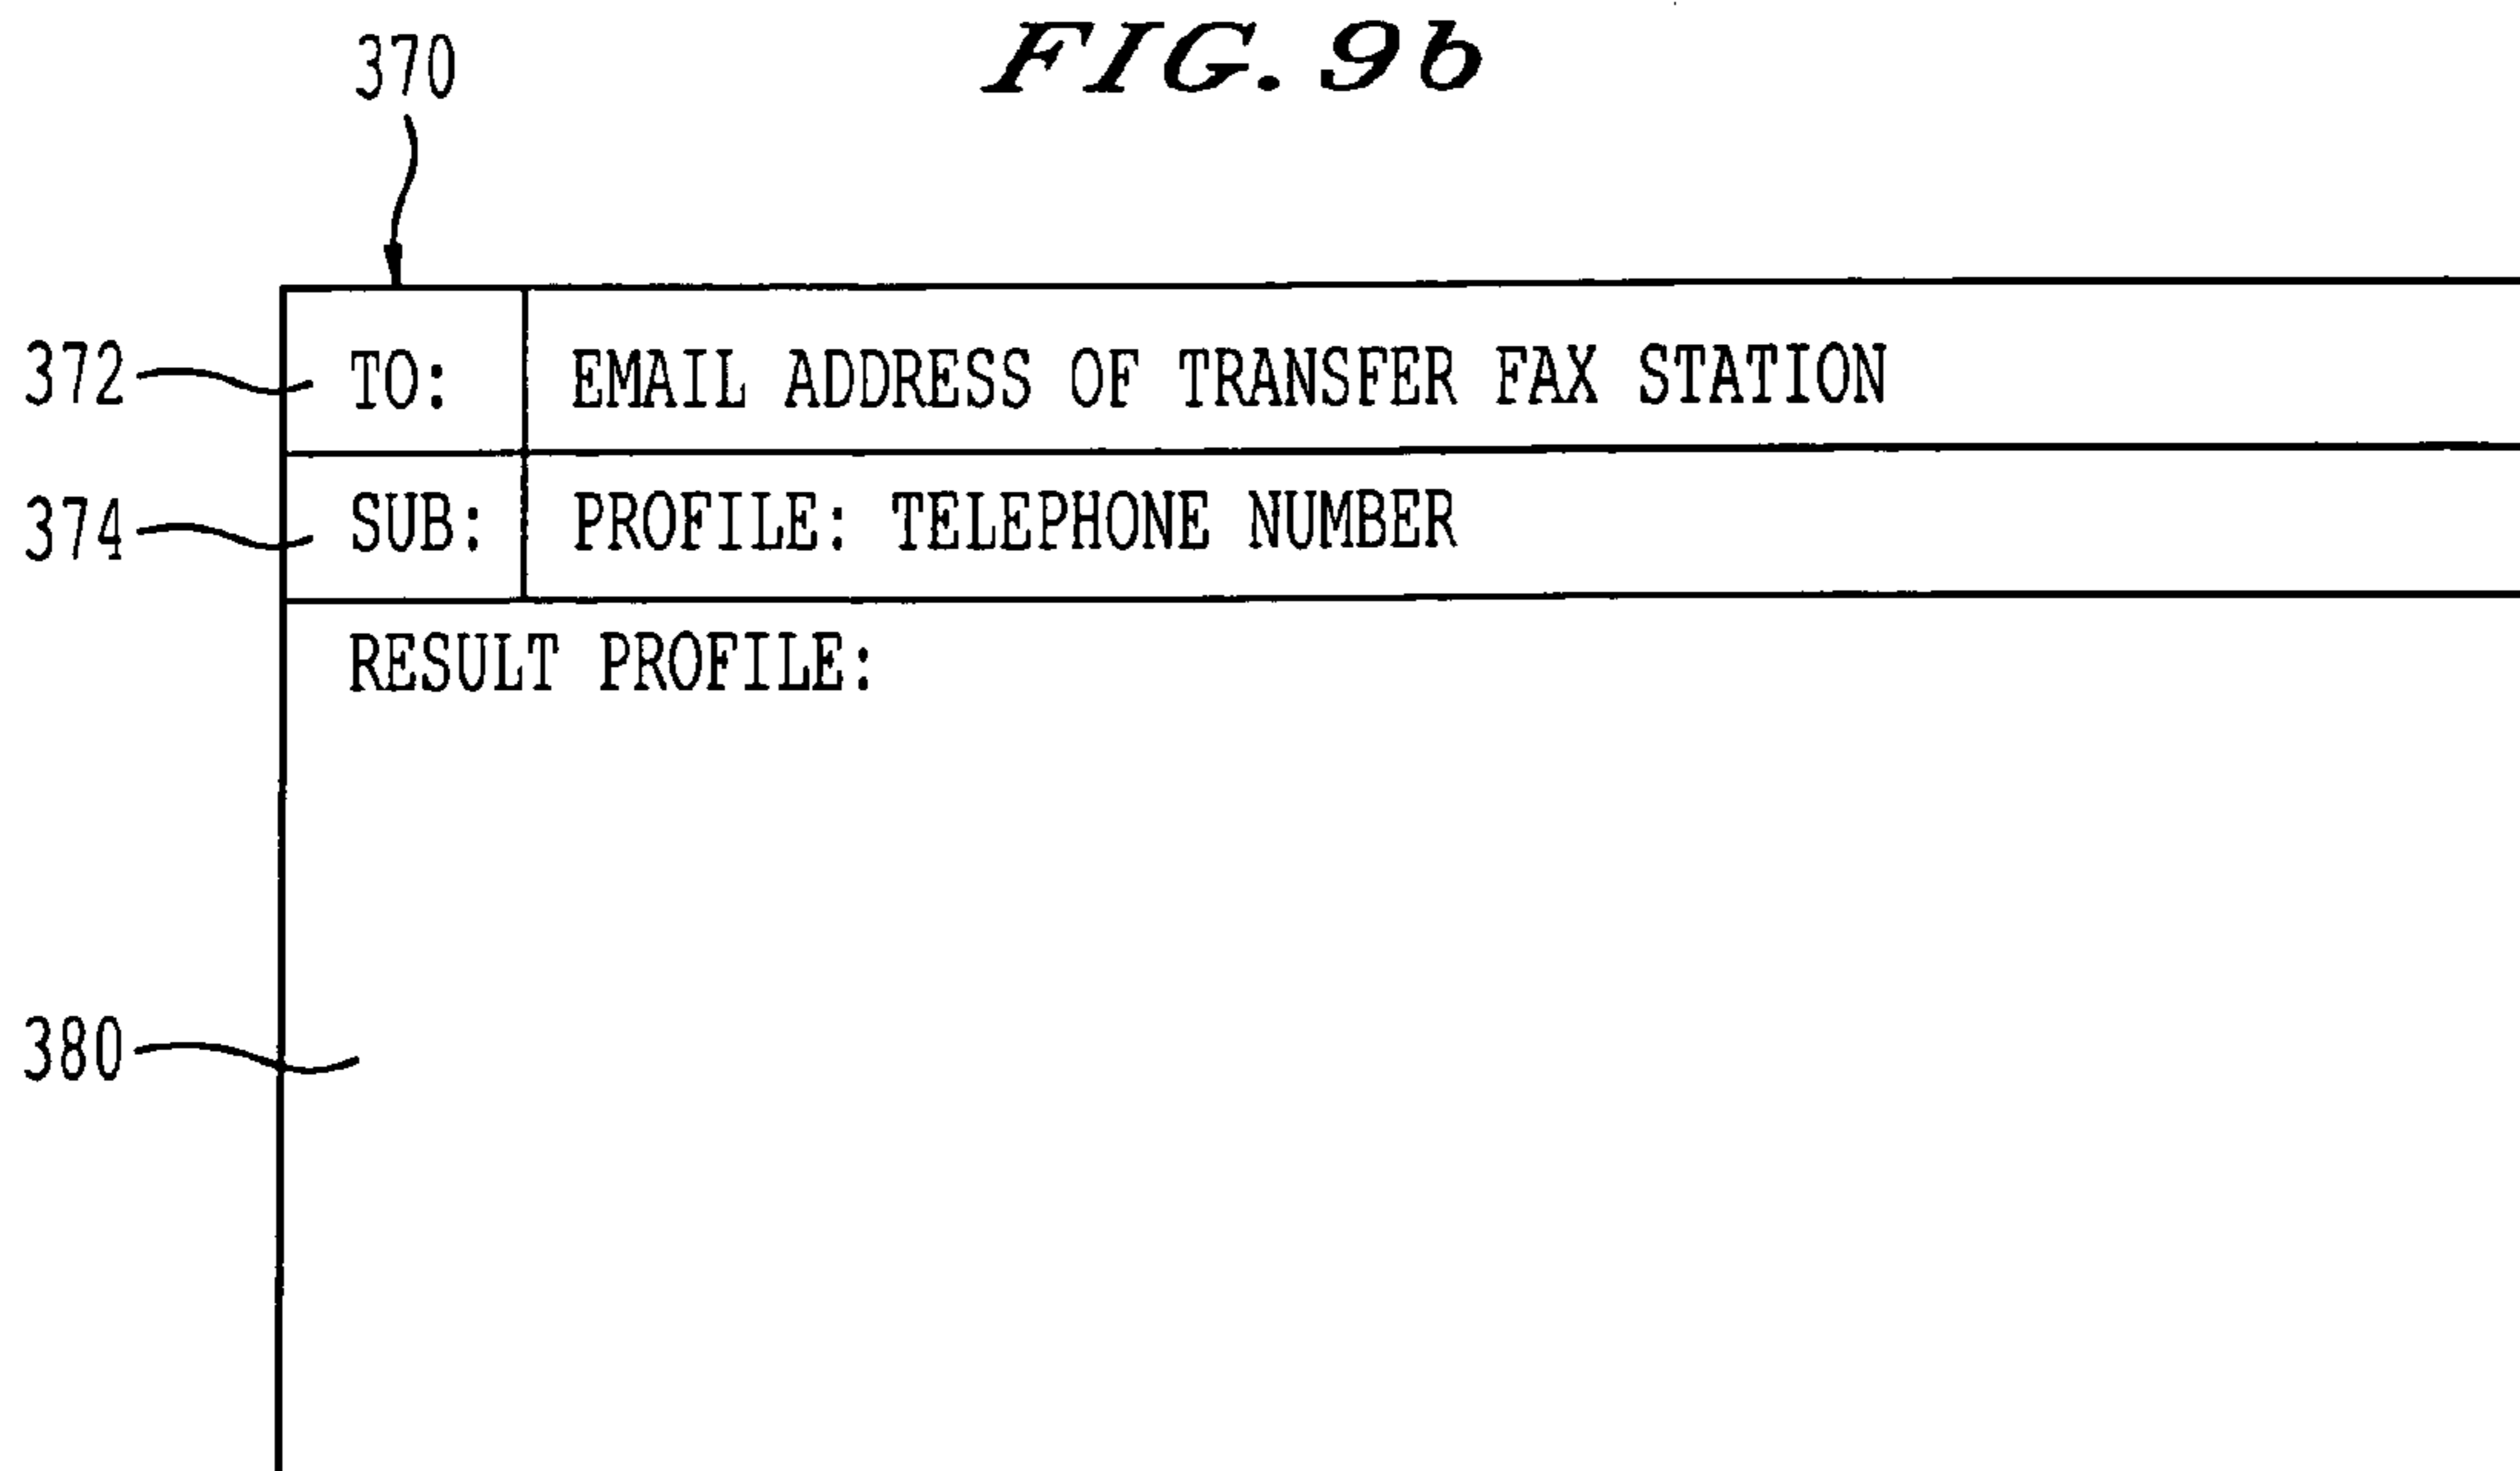 FIG. 9b
370
372 TO: EMAIL ADDRESS OF TRANSFER FAX STATION
374 SUB: PROFILE: TELEPHONE NUMBER
RESULT PROFILE:
380